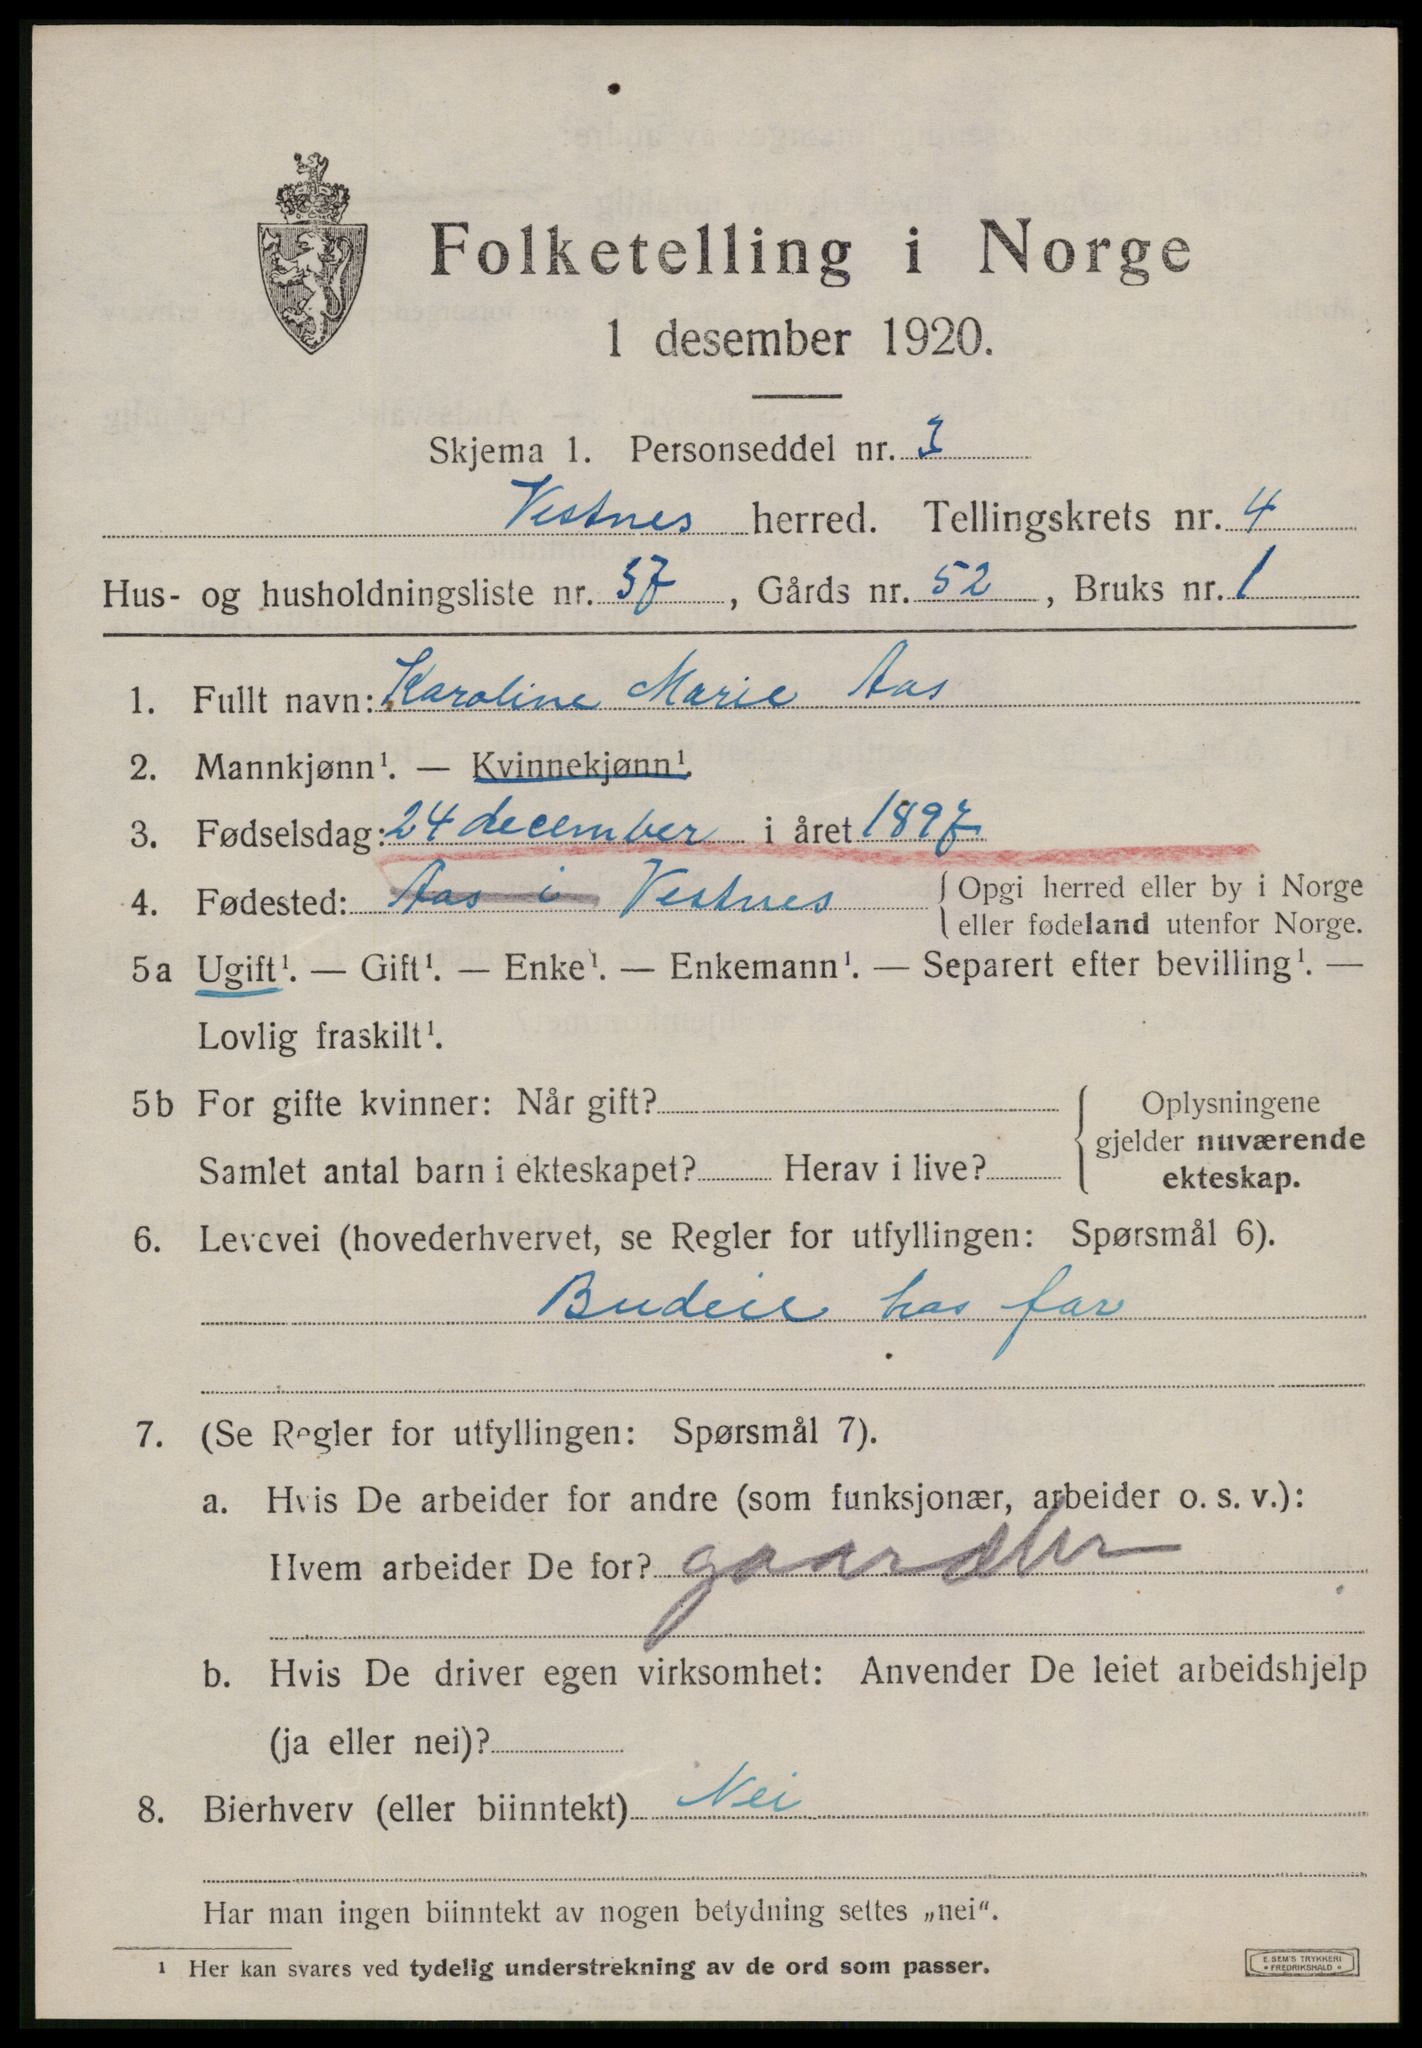 Folketelling i Norge
1 desember 1920.
Skjema 1. Personseddel nr. 3
Vestnes herred. Tellingskrets nr. 4
Hus- og husholdningsliste nr. 37, Gårds nr. 52, Bruks nr. 1
1. Fullt navn: Karoline Marie Aas
2. Mannkjønn¹. — Kvinnekjønn¹.
3. Fødselsdag: 24 december i året 1897
4. Fødested: Aas i Vestnes { Opgi herred eller by i Norge
eller fødeland utenfor Norge.
5a Ugift¹. — Gift¹. — Enke¹. — Enkemann¹. — Separert efter bevilling¹. —
Lovlig fraskilt¹.
5b For gifte kvinner: Når gift?
Samlet antal barn i ekteskapet? Herav i live?
Oplysningene
gjelder nuværende
ekteskap.
6. Levevei (hovederhvervet, se Regler for utfyllingen: Spørsmål 6).
Budeie hos far
7. (Se Regler for utfyllingen: Spørsmål 7).
a. Hvis De arbeider for andre (som funksjonær, arbeider o. s. v.):
Hvem arbeider De for?
b. Hvis De driver egen virksomhet: Anvender De leiet arbeidshjelp
(ja eller nei)?
8. Bierhverv (eller biinntekt) Nei
Har man ingen biinntekt av nogen betydning settes „nei“.
¹ Her kan svares ved tydelig understrekning av de ord som passer.
E. SEM'S TRYKKERI
• FREDRIKSHALD •